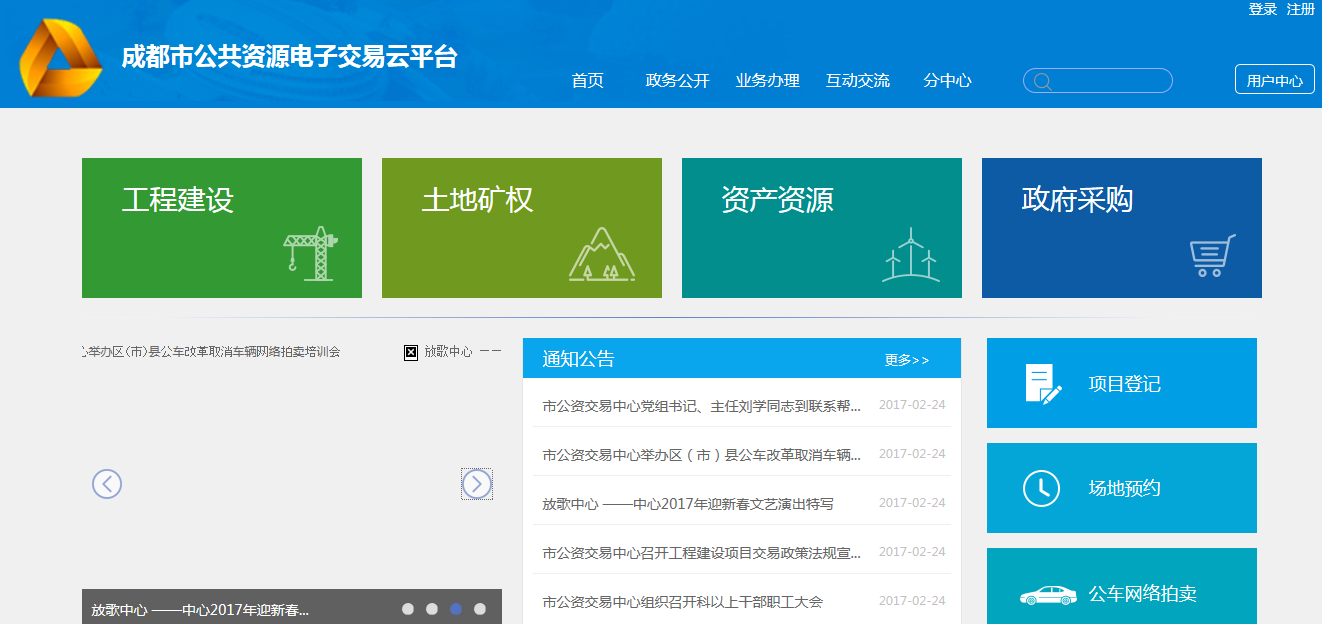 登录 注册
成都市公共资源电子交易云平台
首页 政务公开 业务办理 互动交流 分中心
用户中心
工程建设
土地矿权
资产资源
政府采购
心举办区(市)县公车改革取消车辆网络拍卖培训会
放歌中心 ——
放歌中心 ——中心2017年迎新春...
通知公告 更多>>
市公资交易中心党组书记、主任刘学同志到联系帮... 2017-02-24
市公资交易中心举办区（市）县公车改革取消车辆... 2017-02-24
放歌中心 ——中心2017年迎新春文艺演出特写 2017-02-24
市公资交易中心召开工程建设项目交易政策法规宣... 2017-02-24
市公资交易中心组织召开科以上干部职工大会 2017-02-24
项目登记
场地预约
公车网络拍卖